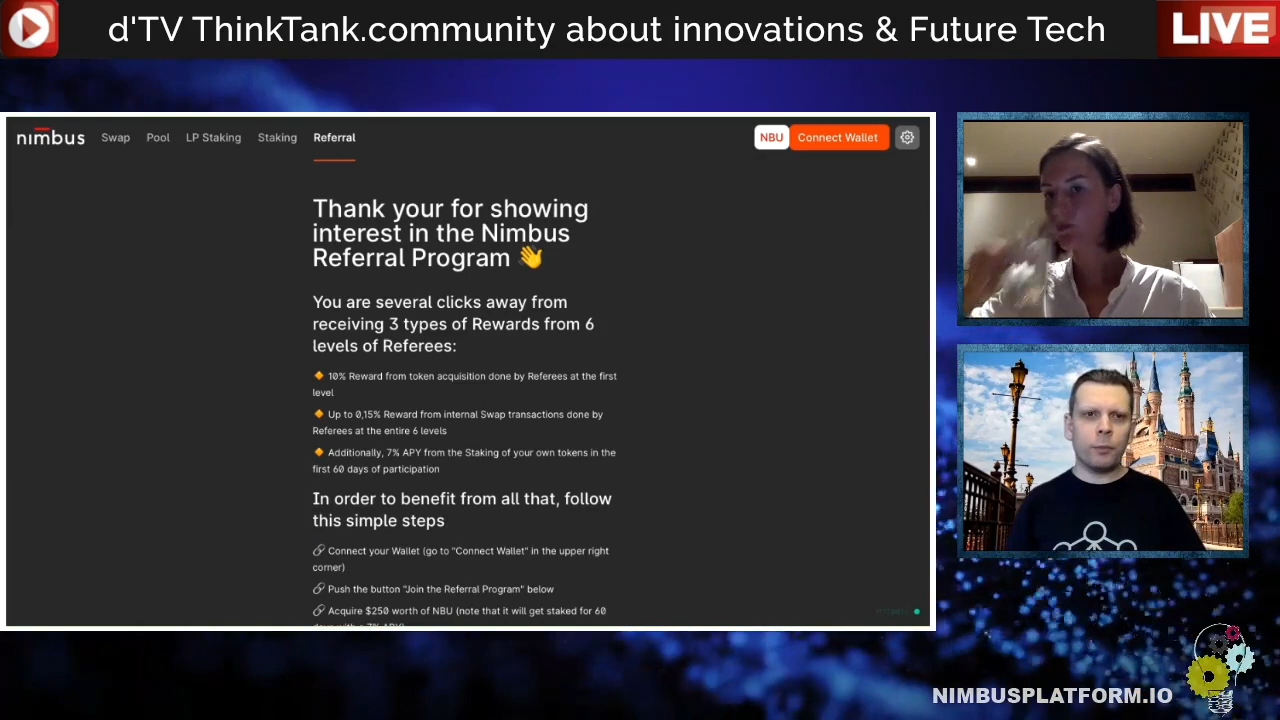 d'TV ThinkTank.community about innovations & Future Tech
LIVE
nimbus Swap Pool LP Staking Staking Referral
NBU Connect Wallet
Thank your for showing
interest in the Nimbus
Referral Program 👋
You are several clicks away from
receiving 3 types of Rewards from 6
levels of Referees:
🔸 10% Reward from token acquisition done by Referees at the first
level
🔸 Up to 0,15% Reward from internal Swap transactions done by
Referees at the entire 6 levels
🔸 Additionally, 7% APY from the Staking of your own tokens in the
first 60 days of participation
In order to benefit from all that, follow
this simple steps
🔗 Connect your Wallet (go to "Connect Wallet" in the upper right
corner)
🔗 Push the button "Join the Referral Program" below
🔗 Acquire $250 worth of NBU (note that it will get staked for 60
days with a 7% APY)
NIMBUSPLATFORM.IO